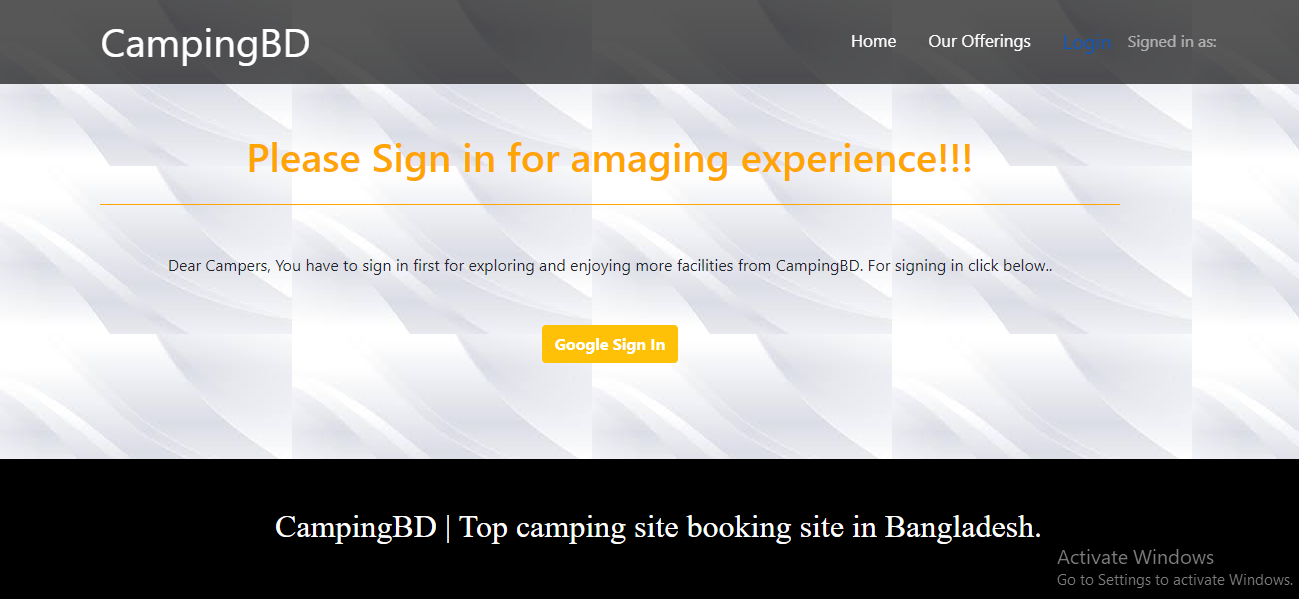 CampingBD
Home Our Offerings Login Signed in as:
Please Sign in for amaging experience!!!
Dear Campers, You have to sign in first for exploring and enjoying more facilities from CampingBD. For signing in click below..
Google Sign In
CampingBD | Top camping site booking site in Bangladesh.
Activate Windows
Go to Settings to activate Windows.